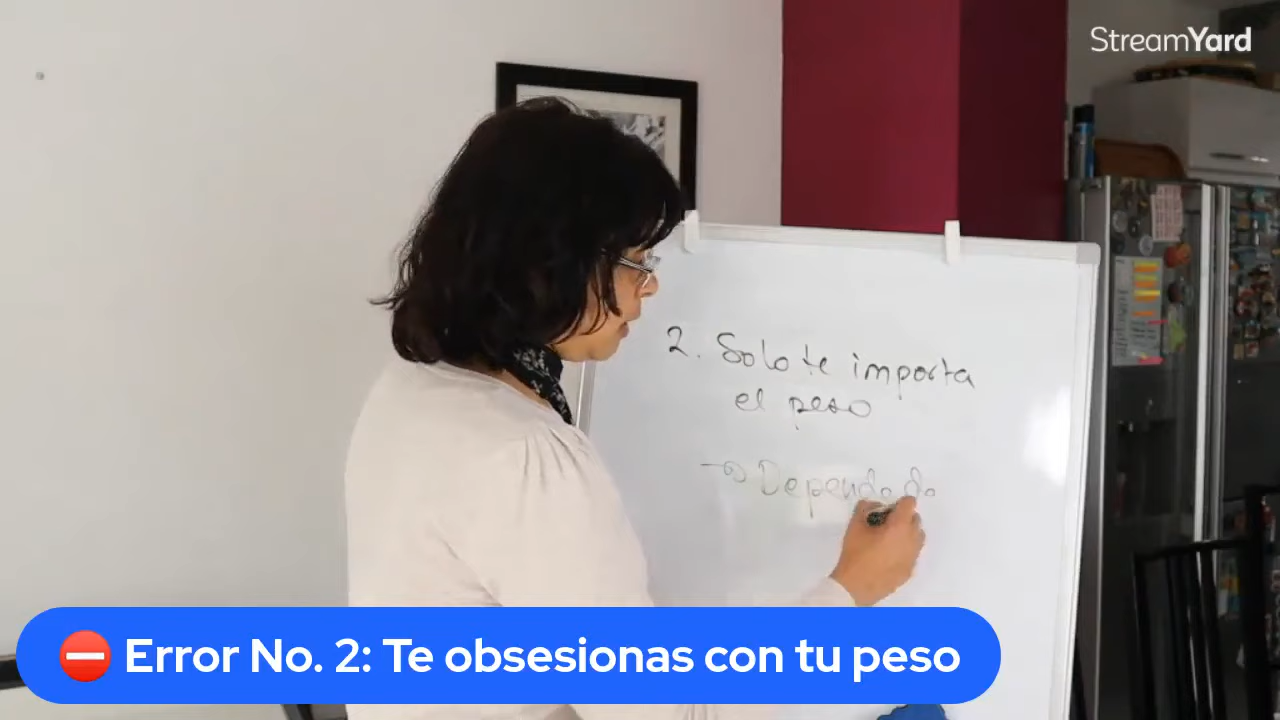 StreamYard
2. Solo te importa
el peso
→ Depende de
Error No. 2: Te obsesionas con tu peso